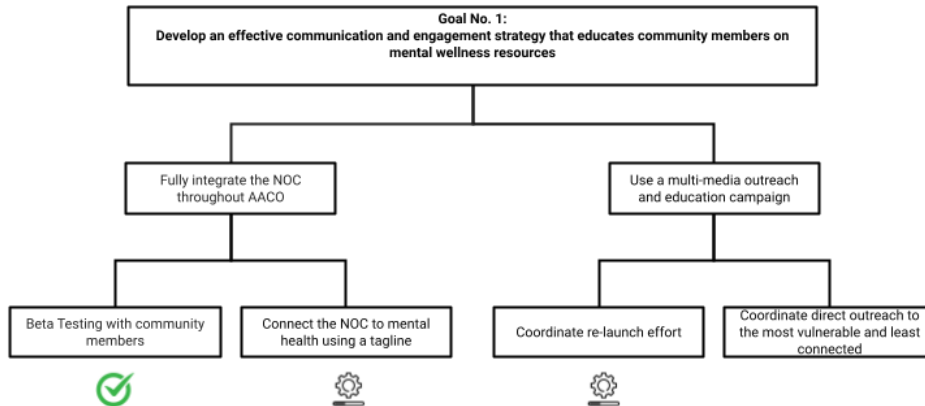 Goal No. 1:
Develop an effective communication and engagement strategy that educates community members on
mental wellness resources
Fully integrate the NOC
throughout AACO
Use a multi-media outreach
and education campaign
Beta Testing with community
members
Connect the NOC to mental
health using a tagline
Coordinate re-launch effort
Coordinate direct outreach to
the most vulnerable and least
connected